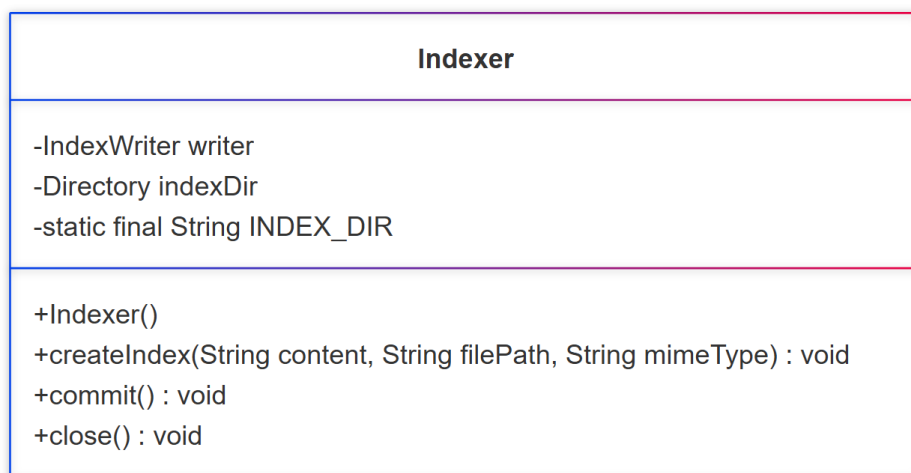 Indexer
-IndexWriter writer
-Directory indexDir
-static final String INDEX_DIR
+Indexer()
+createIndex(String content, String filePath, String mimeType) : void
+commit() : void
+close() : void